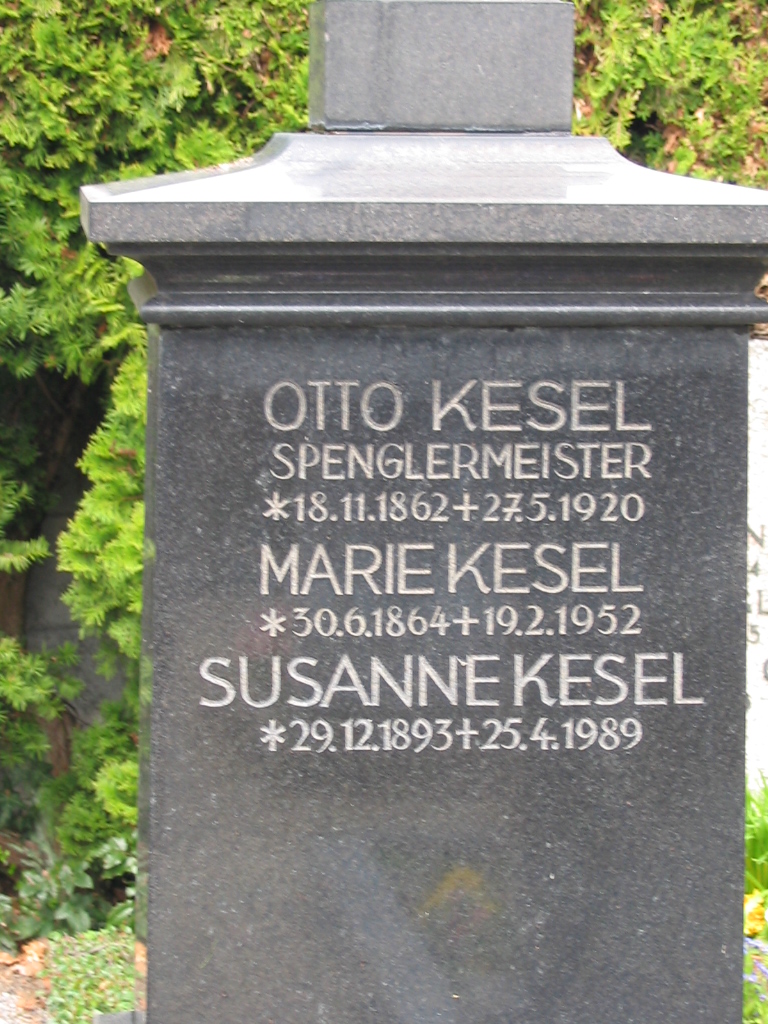 OTTO KESEL
SPENGLERMEISTER
*18.11.1862+27.5.1920
MARIE KESEL
*30.6.1864+19.2.1952
SUSANNE KESEL
*29.12.1893+25.4.1989